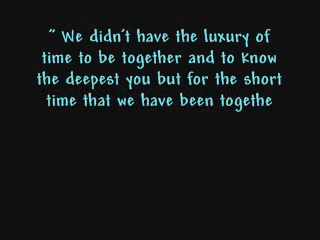 " We didn't have the luxury of
time to be together and to know
the deepest you but for the short
time that we have been togethe